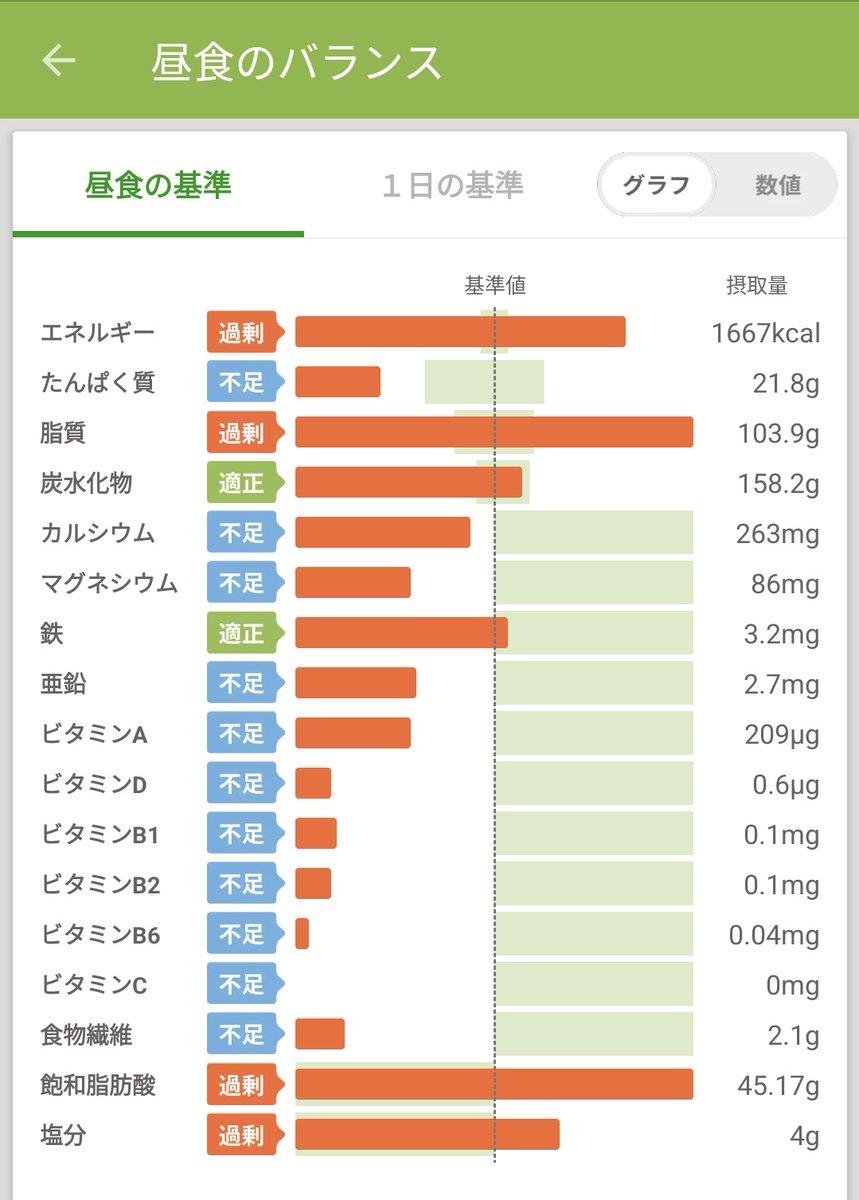 昼食のバランス
昼食の基準 1日の基準 グラフ 数値
基準値 摂取量
エネルギー 過剰 1667kcal
たんぱく質 不足 21.8g
脂質 過剰 103.9g
炭水化物 適正 158.2g
カルシウム 不足 263mg
マグネシウム 不足 86mg
鉄 適正 3.2mg
亜鉛 不足 2.7mg
ビタミンA 不足 209μg
ビタミンD 不足 0.6μg
ビタミンB1 不足 0.1mg
ビタミンB2 不足 0.1mg
ビタミンB6 不足 0.04mg
ビタミンC 不足 0mg
食物繊維 不足 2.1g
飽和脂肪酸 過剰 45.17g
塩分 過剰 4g